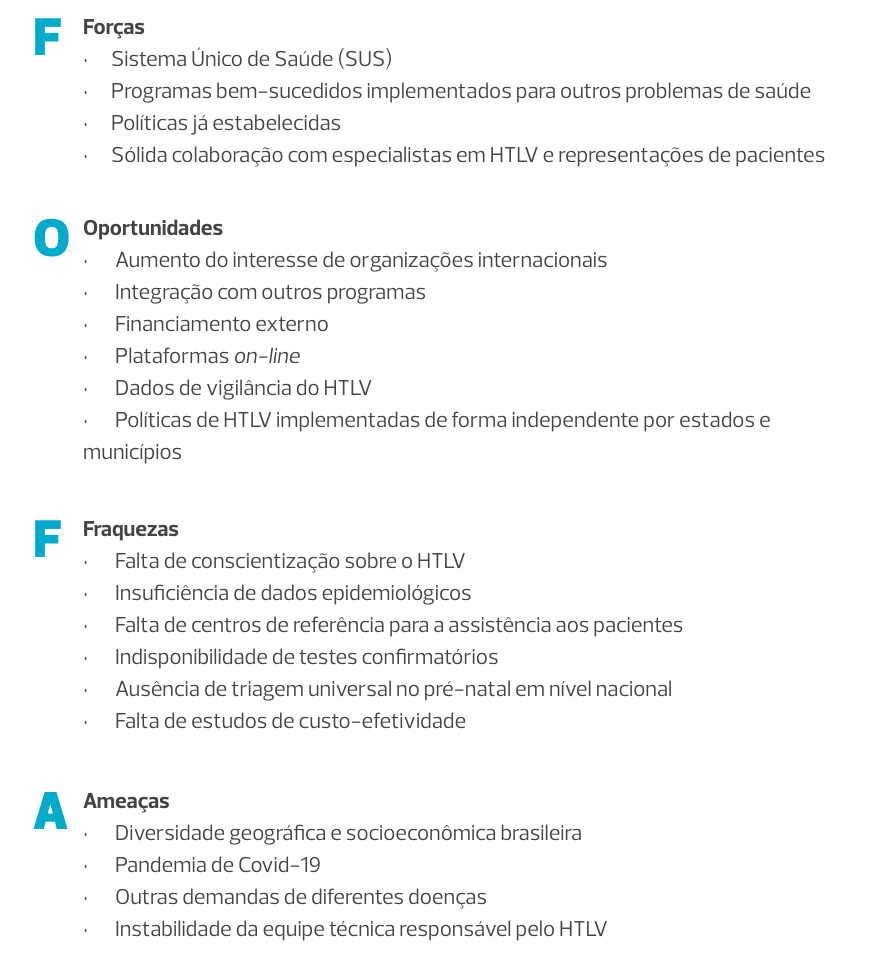 F Forças
· Sistema Único de Saúde (SUS)
· Programas bem-sucedidos implementados para outros problemas de saúde
· Políticas já estabelecidas
· Sólida colaboração com especialistas em HTLV e representações de pacientes
O Oportunidades
· Aumento do interesse de organizações internacionais
· Integração com outros programas
· Financiamento externo
· Plataformas on-line
· Dados de vigilância do HTLV
· Políticas de HTLV implementadas de forma independente por estados e
municípios
F Fraquezas
· Falta de conscientização sobre o HTLV
· Insuficiência de dados epidemiológicos
· Falta de centros de referência para a assistência aos pacientes
· Indisponibilidade de testes confirmatórios
· Ausência de triagem universal no pré-natal em nível nacional
· Falta de estudos de custo-efetividade
A Ameaças
· Diversidade geográfica e socioeconômica brasileira
· Pandemia de Covid-19
· Outras demandas de diferentes doenças
· Instabilidade da equipe técnica responsável pelo HTLV